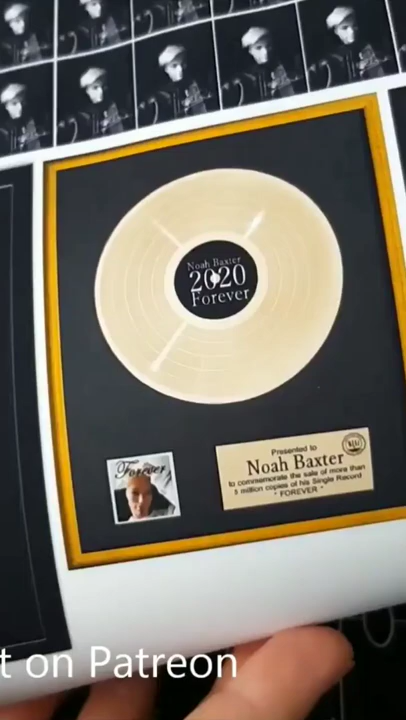 Noah Baxter
2020
Forever
Forever
Presented to
Noah Baxter
to commemorate the sale of more than
1 million copies of his Single Record
" FOREVER "
t on Patreon